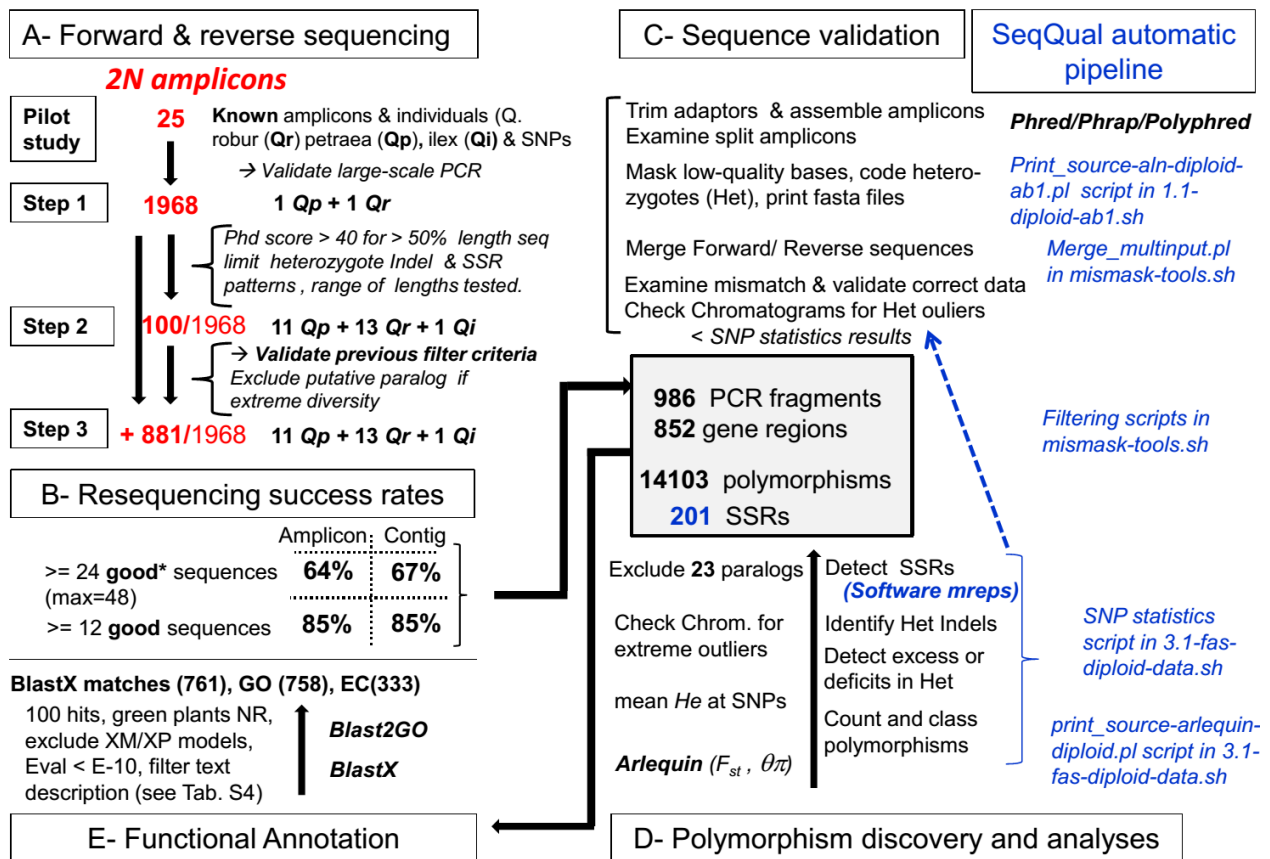 A- Forward & reverse sequencing
2N amplicons
Pilot
study
25
Known amplicons & individuals (Q.
robur (Qr) petraea (Qp), ilex (Qi) & SNPs
→ Validate large-scale PCR
Step 1
1968
1 Qp + 1 Qr
Phd score > 40 for > 50% length seq
limit heterozygote Indel & SSR
patterns , range of lengths tested.
Step 2
100/1968
11 Qp + 13 Qr + 1 Qi
→ Validate previous filter criteria
Exclude putative paralog if
extreme diversity
Step 3
+ 881/1968
11 Qp + 13 Qr + 1 Qi
B- Resequencing success rates
Amplicon Contig
>= 24 good* sequences 64% 67%
(max=48)
>= 12 good sequences 85% 85%
BlastX matches (761), GO (758), EC(333)
100 hits, green plants NR,
exclude XM/XP models,
Eval < E-10, filter text
description (see Tab. S4)
Blast2GO
BlastX
E- Functional Annotation
C- Sequence validation
SeqQual automatic
pipeline
Trim adaptors & assemble amplicons
Examine split amplicons
Phred/Phrap/Polyphred
Mask low-quality bases, code hetero-
zygotes (Het), print fasta files
Print_source-aln-diploid-
ab1.pl script in 1.1-
diploid-ab1.sh
Merge Forward/ Reverse sequences
Merge_multinput.pl
in mismask-tools.sh
Examine mismatch & validate correct data
Check Chromatograms for Het ouliers
< SNP statistics results
986 PCR fragments
852 gene regions
14103 polymorphisms
201 SSRs
Filtering scripts in
mismask-tools.sh
Exclude 23 paralogs
Check Chrom. for
extreme outliers
mean He at SNPs
Arlequin (Fst , θπ)
Detect SSRs
(Software mreps)
Identify Het Indels
Detect excess or
deficits in Het
Count and class
polymorphisms
SNP statistics
script in 3.1-fas-
diploid-data.sh
print_source-arlequin-
diploid.pl script in 3.1-
fas-diploid-data.sh
D- Polymorphism discovery and analyses